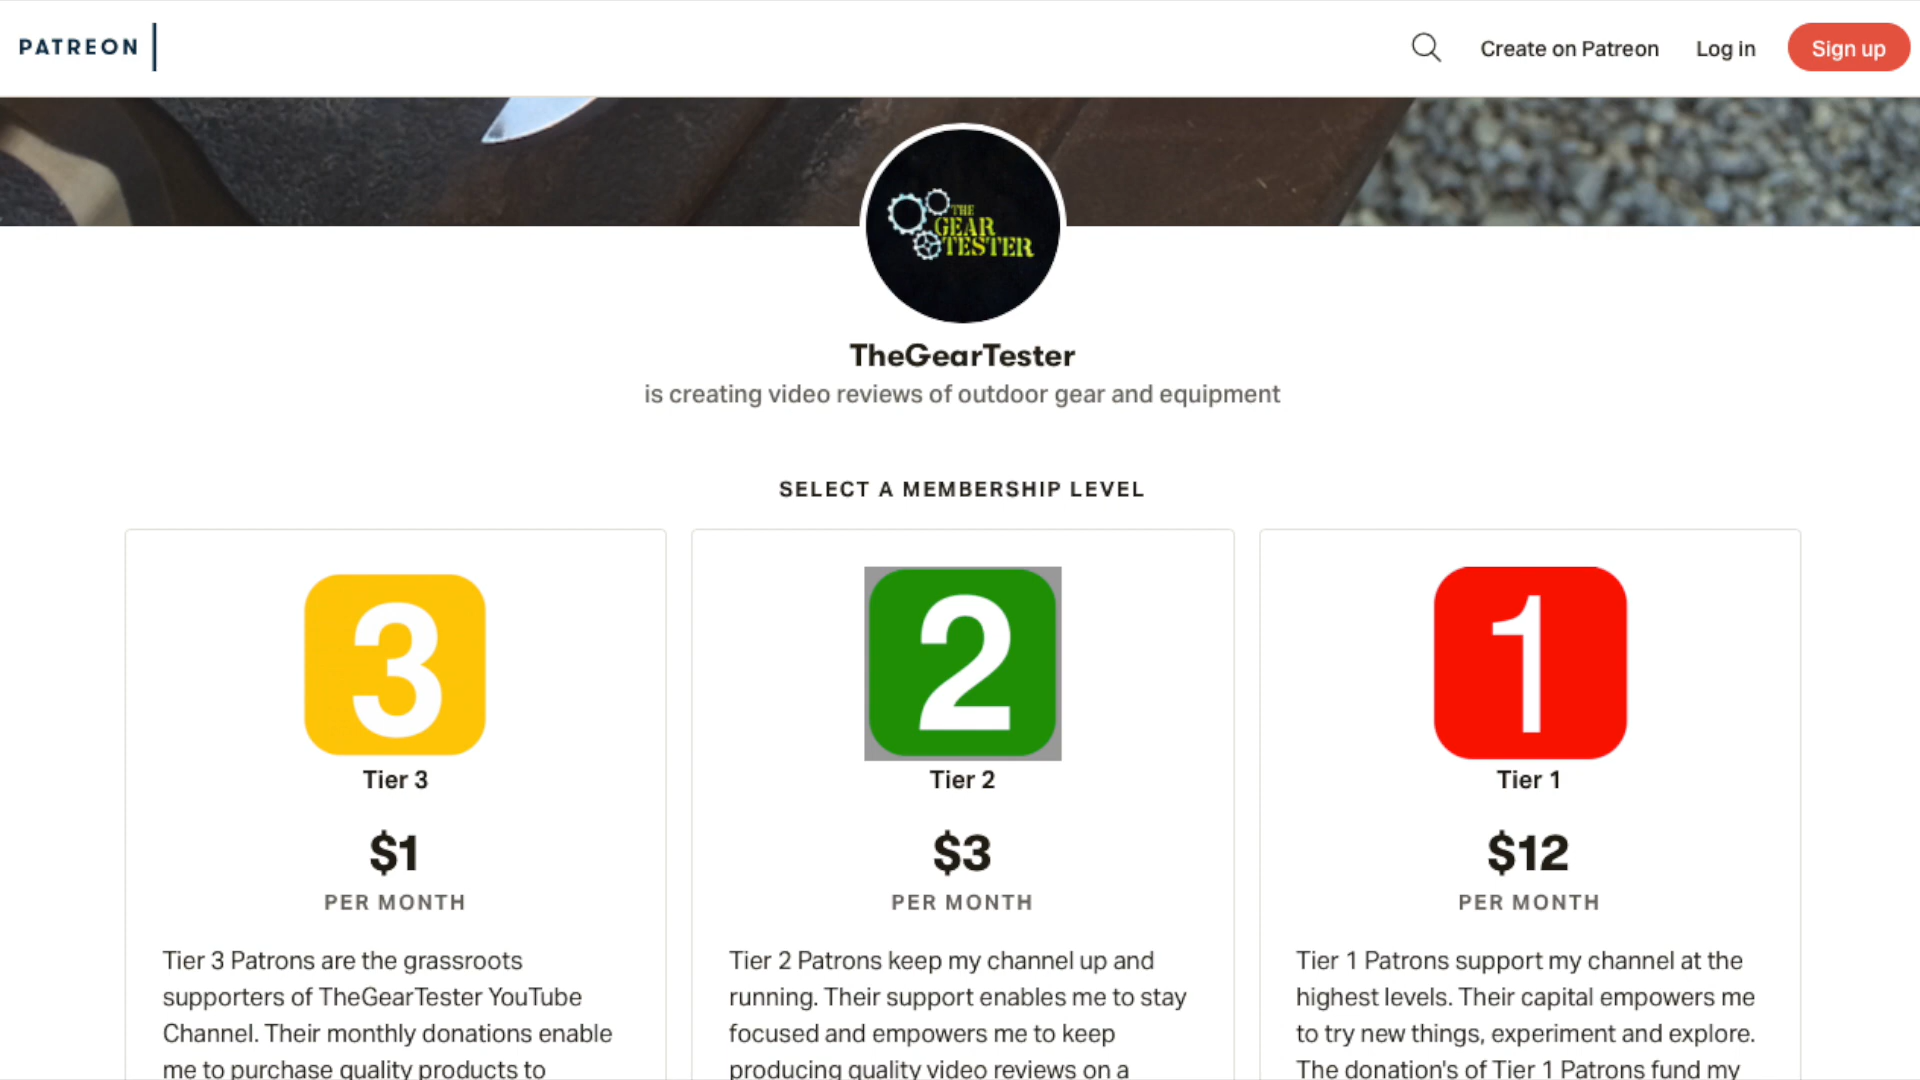 PATREON
Create on Patreon
Log in
Sign up
THE
GEAR
TESTER
TheGearTester
is creating video reviews of outdoor gear and equipment
SELECT A MEMBERSHIP LEVEL
3
Tier 3
$1
PER MONTH
Tier 3 Patrons are the grassroots
supporters of TheGearTester YouTube
Channel. Their monthly donations enable
me to purchase quality products to
2
Tier 2
$3
PER MONTH
Tier 2 Patrons keep my channel up and
running. Their support enables me to stay
focused and empowers me to keep
producing quality video reviews on a
1
Tier 1
$12
PER MONTH
Tier 1 Patrons support my channel at the
highest levels. Their capital empowers me
to try new things, experiment and explore.
The donation's of Tier 1 Patrons fund my